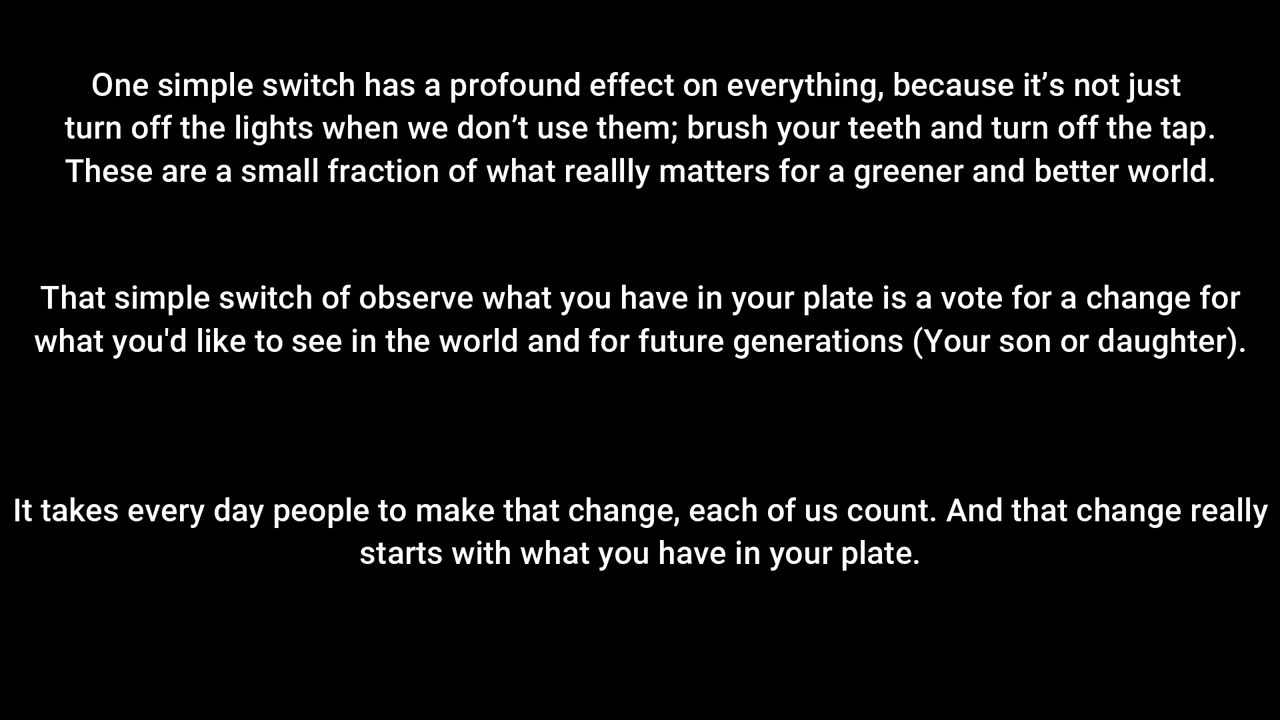 One simple switch has a profound effect on everything, because it’s not just
turn off the lights when we don’t use them; brush your teeth and turn off the tap.
These are a small fraction of what reallly matters for a greener and better world.
That simple switch of observe what you have in your plate is a vote for a change for
what you'd like to see in the world and for future generations (Your son or daughter).
It takes every day people to make that change, each of us count. And that change really
starts with what you have in your plate.